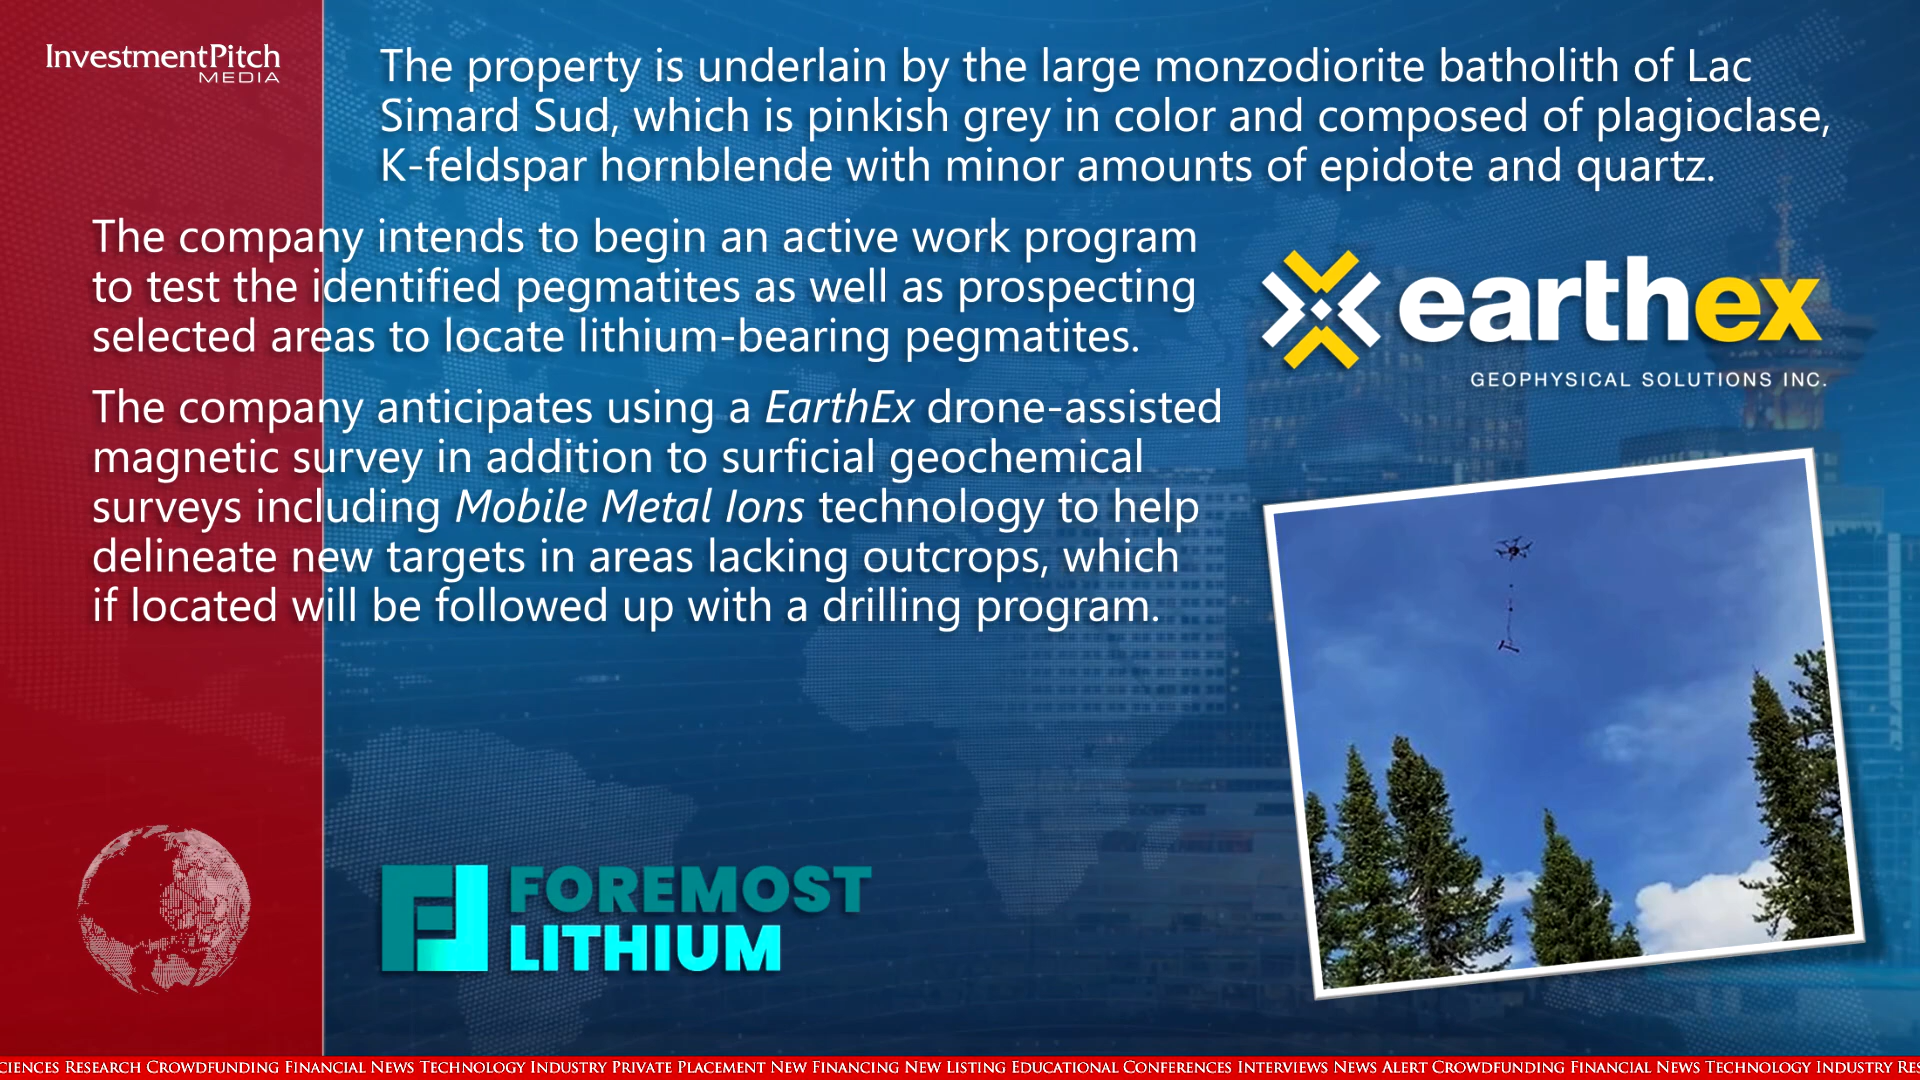 InvestmentPitch
MEDIA
The property is underlain by the large monzodiorite batholith of Lac
Simard Sud, which is pinkish grey in color and composed of plagioclase,
K-feldspar hornblende with minor amounts of epidote and quartz.
The company intends to begin an active work program
to test the identified pegmatites as well as prospecting
selected areas to locate lithium-bearing pegmatites.
earthex
GEOPHYSICAL SOLUTIONS INC.
The company anticipates using a EarthEx drone-assisted
magnetic survey in addition to surficial geochemical
surveys including Mobile Metal Ions technology to help
delineate new targets in areas lacking outcrops, which
if located will be followed up with a drilling program.
FOREMOST
LITHIUM
CIENCES RESEARCH CROWDFUNDING FINANCIAL NEWS TECHNOLOGY INDUSTRY PRIVATE PLACEMENT NEW FINANCING NEW LISTING EDUCATIONAL CONFERENCES INTERVIEWS NEWS ALERT CROWDFUNDING FINANCIAL NEWS TECHNOLOGY INDUSTRY RES